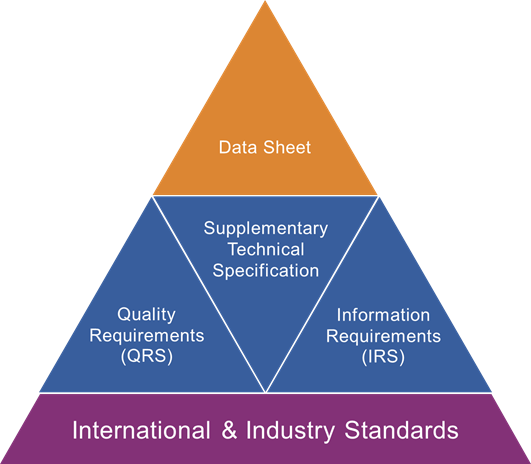 Data Sheet
Supplementary
Technical
Specification
Quality
Requirements
(QRS)
Information
Requirements
(IRS)
International & Industry Standards